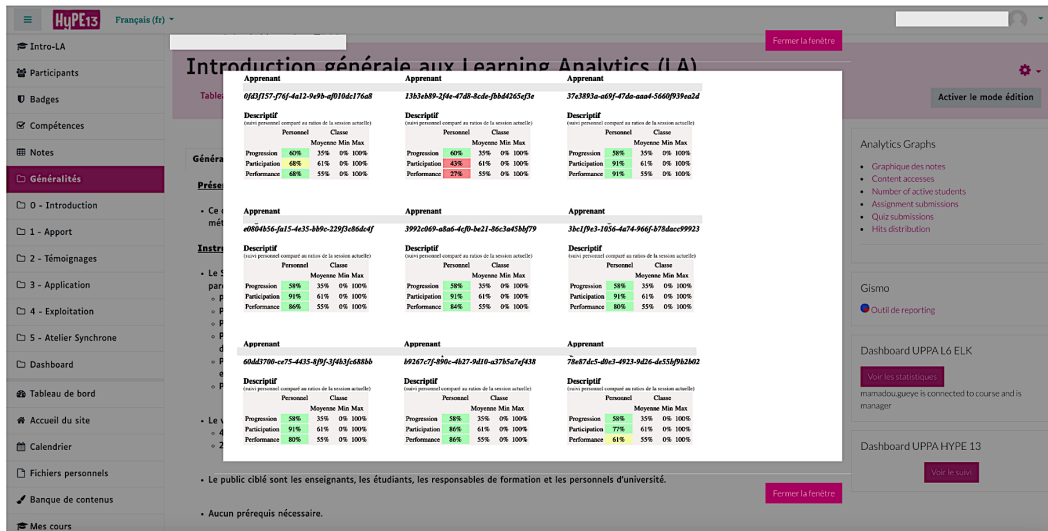 HyPE13 Français (fr)
Fermer la fenêtre
Intro-LA
Participants
Badges
Compétences
Notes
Généralités
0 - Introduction
1 - Apport
2 - Témoignages
3 - Application
4 - Exploitation
5 - Atelier Synchrone
Dashboard
Tableau de bord
Accueil du site
Calendrier
Fichiers personnels
Banque de contenus
Mes cours
Introduction générale aux Learning Analytics (LA)
Activer le mode édition
Apprenant Apprenant Apprenant
0fd3f157-f76f-4a12-9e9b-af010dc176a8 13b3eb89-2f4e-47d8-8cde-fbbd4265ef3e 37e3893a-a69f-47da-aaa4-5660f939ea2d
Descriptif Descriptif Descriptif
(suivi personnel comparé au ratios de la session actuelle) (suivi personnel comparé au ratios de la session actuelle) (suivi personnel comparé au ratios de la session actuelle)
Personnel Classe Personnel Classe Personnel Classe
Moyenne Min Max Moyenne Min Max Moyenne Min Max
Progression 60% 35% 0% 100% Progression 60% 35% 0% 100% Progression 58% 35% 0% 100%
Participation 68% 61% 0% 100% Participation 43% 61% 0% 100% Participation 91% 61% 0% 100%
Performance 68% 55% 0% 100% Performance 27% 55% 0% 100% Performance 91% 55% 0% 100%
Apprenant Apprenant Apprenant
e0804b56-fa15-4e35-bb9c-229f3c86dc4f 3992c069-a8a6-4cf0-be21-86c3a45bbf79 3bc1f9e3-1056-4a74-966f-b78dacc99923
Descriptif Descriptif Descriptif
(suivi personnel comparé au ratios de la session actuelle) (suivi personnel comparé au ratios de la session actuelle) (suivi personnel comparé au ratios de la session actuelle)
Personnel Classe Personnel Classe Personnel Classe
Moyenne Min Max Moyenne Min Max Moyenne Min Max
Progression 58% 35% 0% 100% Progression 58% 35% 0% 100% Progression 58% 35% 0% 100%
Participation 91% 61% 0% 100% Participation 91% 61% 0% 100% Participation 91% 61% 0% 100%
Performance 86% 55% 0% 100% Performance 84% 55% 0% 100% Performance 80% 55% 0% 100%
Apprenant Apprenant Apprenant
60dd3700-ce75-4435-8f9f-3f4b3fc688bb b9267c7f-890c-4b27-9d10-a37b5a7ef438 78e87dc5-d0e3-4923-9d26-de55bf9b2b02
Descriptif Descriptif Descriptif
(suivi personnel comparé au ratios de la session actuelle) (suivi personnel comparé au ratios de la session actuelle) (suivi personnel comparé au ratios de la session actuelle)
Personnel Classe Personnel Classe Personnel Classe
Moyenne Min Max Moyenne Min Max Moyenne Min Max
Progression 58% 35% 0% 100% Progression 58% 35% 0% 100% Progression 58% 35% 0% 100%
Participation 91% 61% 0% 100% Participation 86% 61% 0% 100% Participation 77% 61% 0% 100%
Performance 80% 55% 0% 100% Performance 86% 55% 0% 100% Performance 61% 55% 0% 100%
• Le public ciblé sont les enseignants, les étudiants, les responsables de formation et les personnels d'université.
Fermer la fenêtre
• Aucun prérequis nécessaire.
Analytics Graphs
• Graphique des notes
• Content accesses
• Number of active students
• Assignment submissions
• Quiz submissions
• Hits distribution
Gismo
Outil de reporting
Dashboard UPPA L6 ELK
Voir les statistiques
mamadou.gueye is connected to course and is
manager
Dashboard UPPA HYPE 13
Voir le suivi